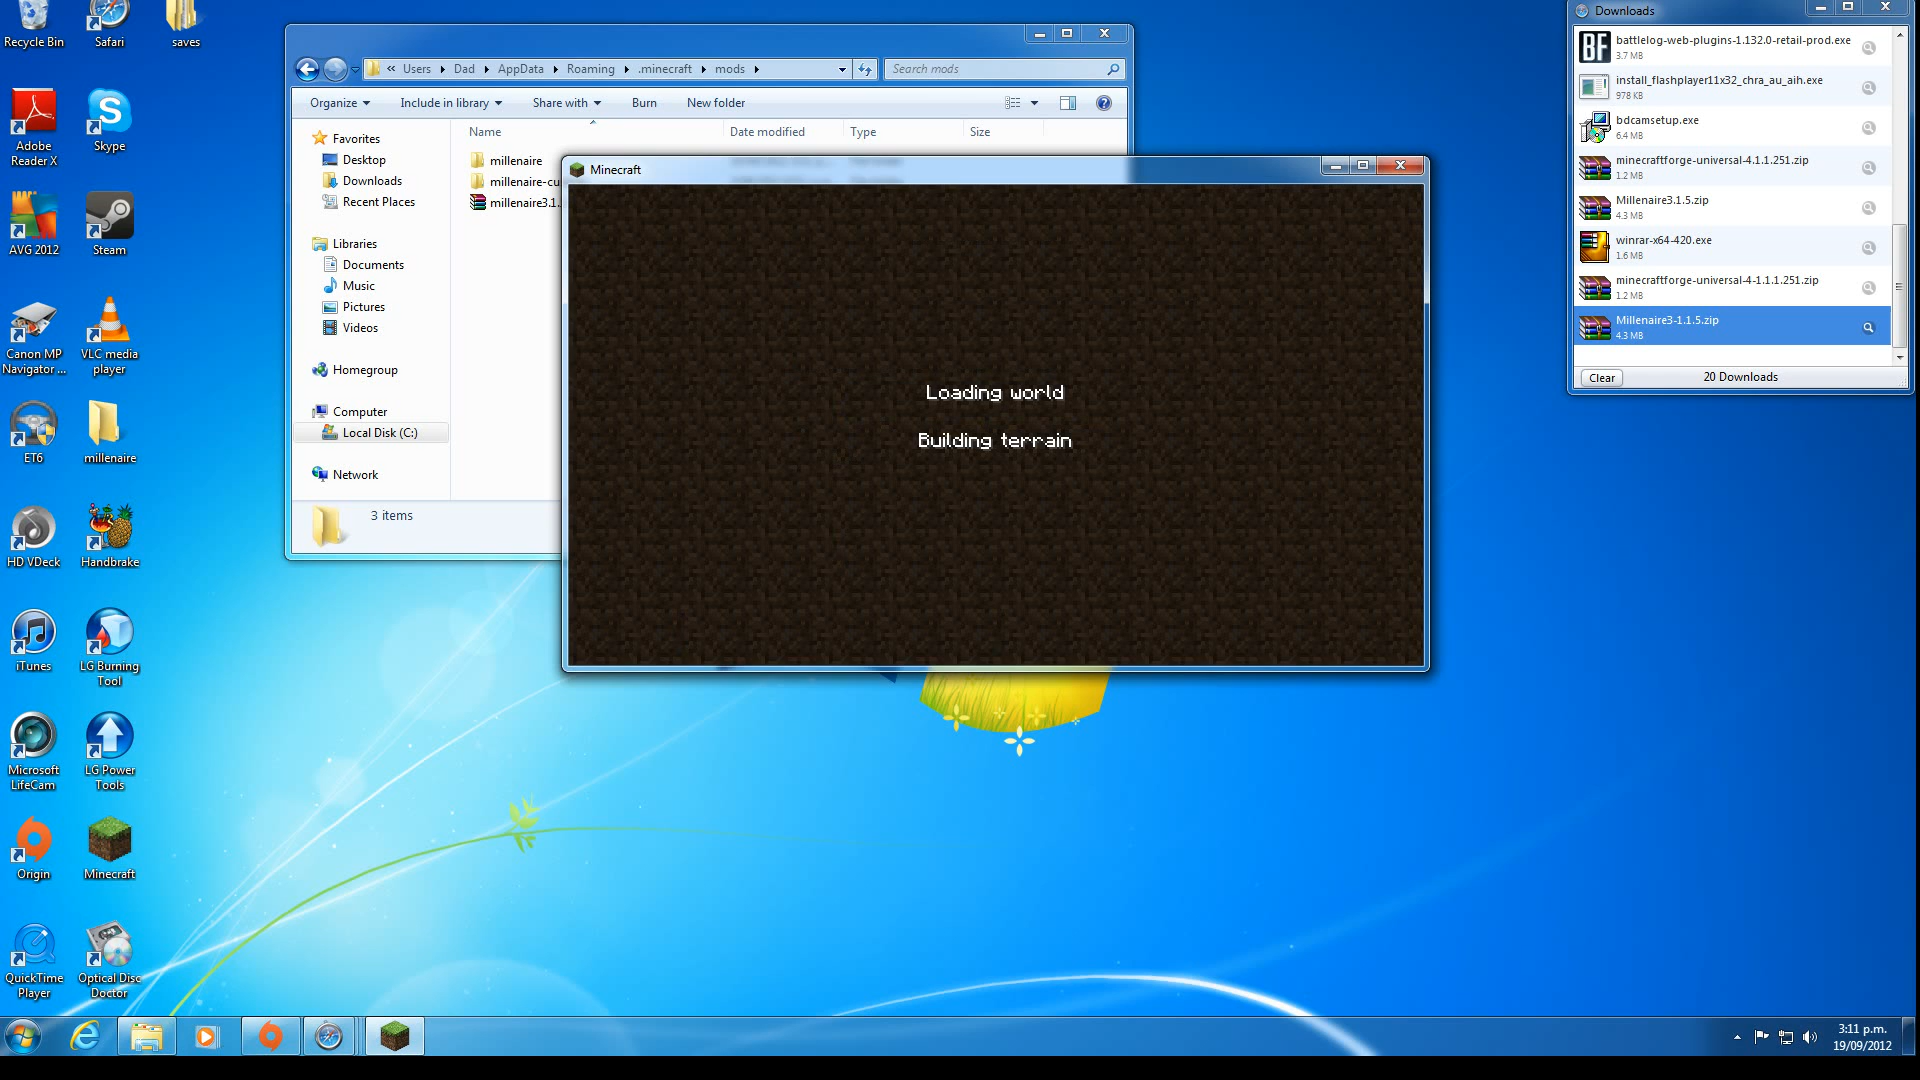 Recycle Bin
Safari
saves
Adobe
Reader X
Skype
AVG 2012
Steam
Canon MP
Navigator ...
VLC media
player
ET6
millenaire
HD VDeck
Handbrake
iTunes
LG Burning
Tool
Microsoft
LifeCam
LG Power
Tools
Origin
Minecraft
QuickTime
Player
Optical Disc
Doctor
« Users Dad AppData Roaming .minecraft mods
Search mods
Organize Include in library Share with Burn New folder
Name Date modified Type Size
Favorites
Desktop
Downloads
Recent Places
Libraries
Documents
Music
Pictures
Videos
Homegroup
Computer
Local Disk (C:)
Network
millenaire
millenaire-cu
millenaire3.1.
3 items
Minecraft
Loading world
Building terrain
Downloads
BF
battlelog-web-plugins-1.132.0-retail-prod.exe
3.7 MB
install_flashplayer11x32_chra_au_aih.exe
978 KB
bdcamsetup.exe
6.4 MB
minecraftforge-universal-4.1.1.251.zip
1.2 MB
Millenaire3.1.5.zip
4.3 MB
winrar-x64-420.exe
1.6 MB
minecraftforge-universal-4-1.1.1.251.zip
1.2 MB
Millenaire3-1.1.5.zip
4.3 MB
Clear
20 Downloads
3:11 p.m.
19/09/2012